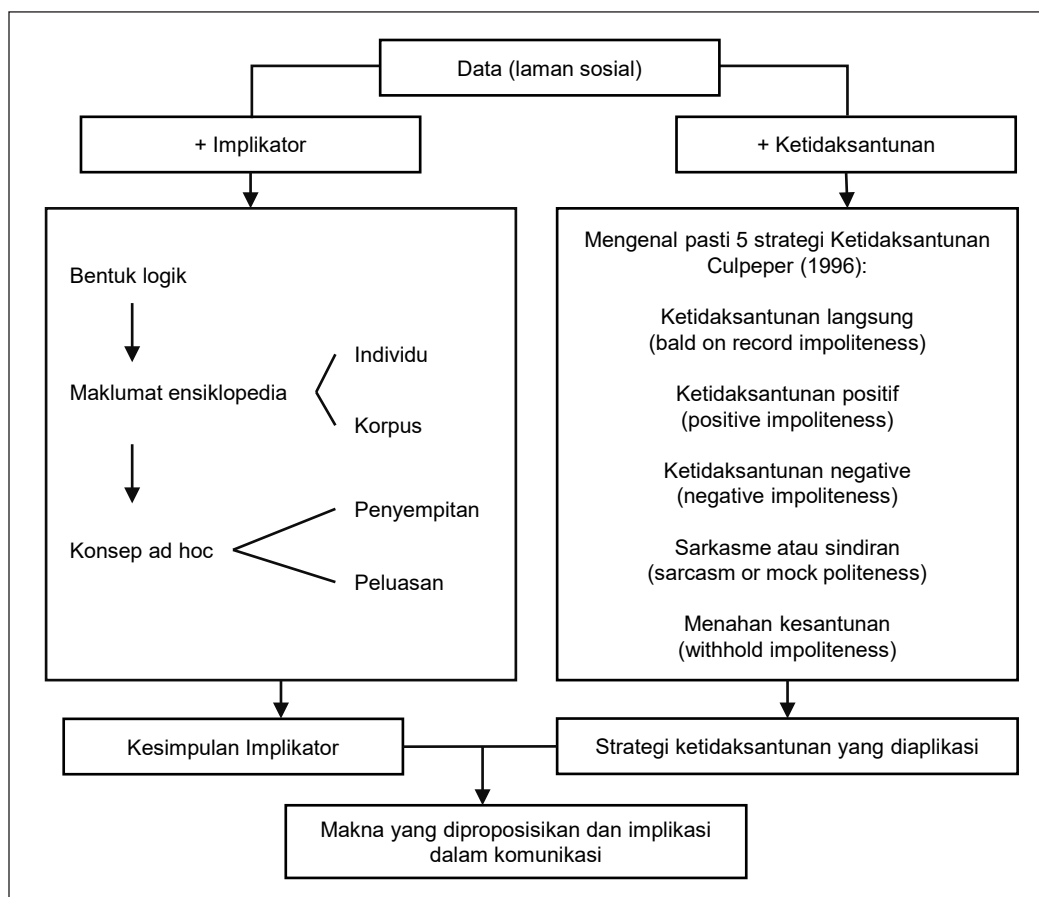 Data (laman sosial)
+ Implikator
+ Ketidaksantunan
Bentuk logik
Maklumat ensiklopedia
Individu
Korpus
Konsep ad hoc
Penyempitan
Peluasan
Mengenal pasti 5 strategi Ketidaksantunan
Culpeper (1996):
Ketidaksantunan langsung
(bald on record impoliteness)
Ketidaksantunan positif
(positive impoliteness)
Ketidaksantunan negative
(negative impoliteness)
Sarkasme atau sindiran
(sarcasm or mock politeness)
Menahan kesantunan
(withhold impoliteness)
Kesimpulan Implikator
Strategi ketidaksantunan yang diaplikasi
Makna yang diproposisikan dan implikasi
dalam komunikasi